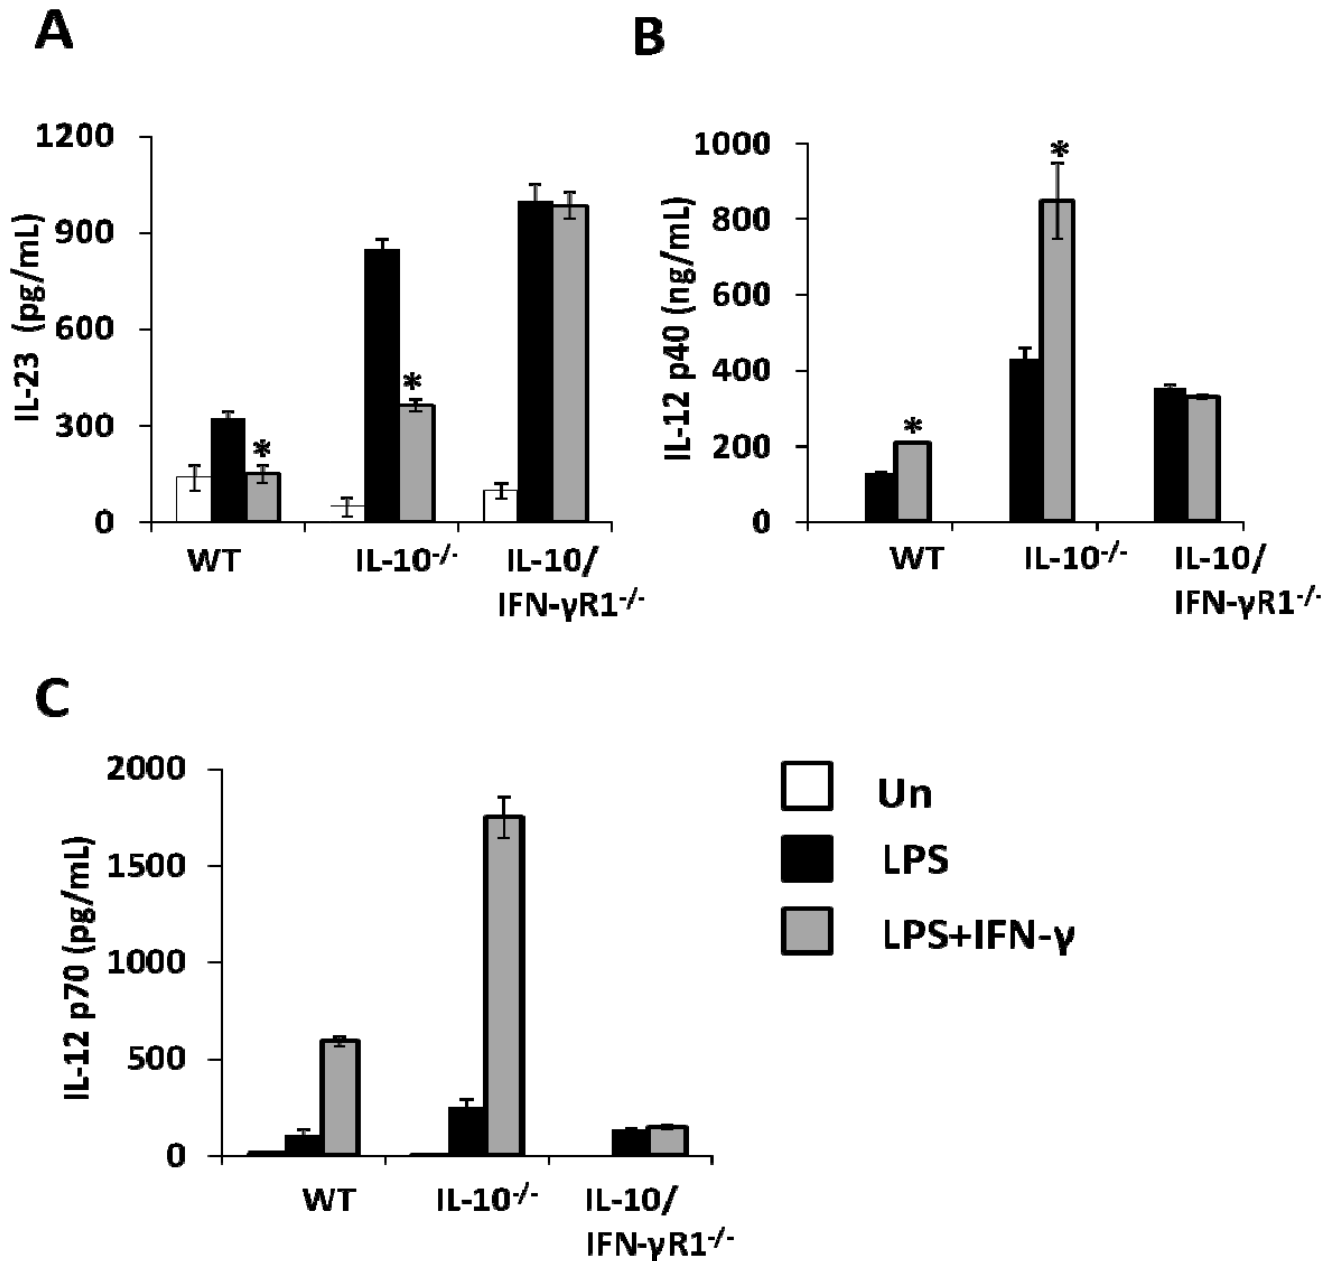 A
1200
900
600
300
0
IL-23 (pg/mL)
*
*
WT
IL-10-/-
IL-10/
IFN-γR1-/-
B
1000
800
600
400
200
0
IL-12 p40 (ng/mL)
*
*
WT
IL-10-/-
IL-10/
IFN-γR1-/-
C
2000
1500
1000
500
0
IL-12 p70 (pg/mL)
WT
IL-10-/-
IL-10/
IFN-γR1-/-
Un
LPS
LPS+IFN-γ